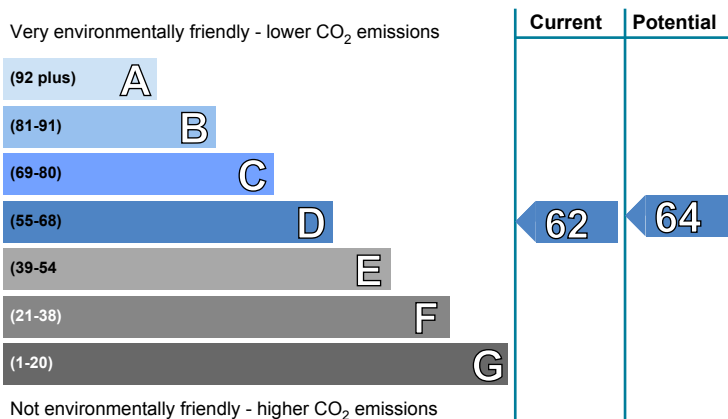 Current Potential
Very environmentally friendly - lower CO2 emissions
(92 plus) A
(81-91) B
(69-80) C
(55-68) D 62 64
(39-54 E
(21-38) F
(1-20) G
Not environmentally friendly - higher CO2 emissions